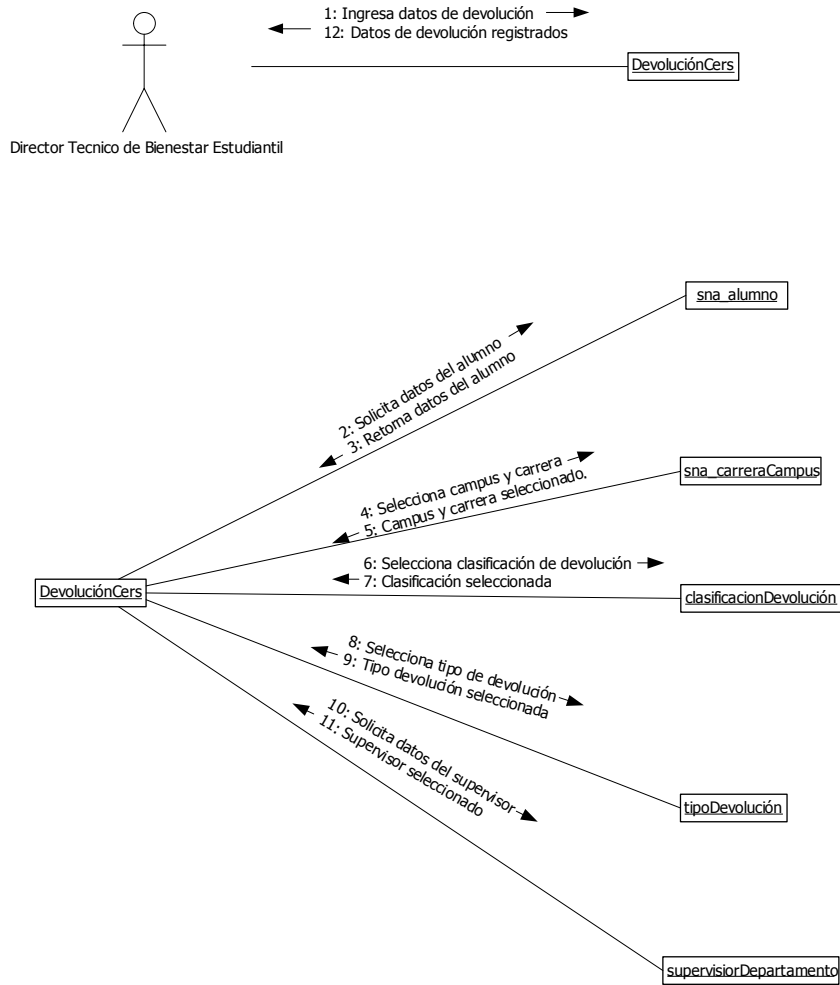 1: Ingresa datos de devolución
12: Datos de devolución registrados
DevoluciónCers
Director Tecnico de Bienestar Estudiantil
sna_alumno
2: Solicita datos del alumno
3: Retorna datos del alumno
sna_carreraCampus
4: Selecciona campus y carrera
5: Campus y carrera seleccionado.
6: Selecciona clasificación de devolución
7: Clasificación seleccionada
DevoluciónCers
clasificacionDevolución
8: Selecciona tipo de devolución
9: Tipo devolución seleccionada
10: Solicita datos del supervisor
11: Supervisor seleccionado
tipoDevolución
supervisiorDepartamento